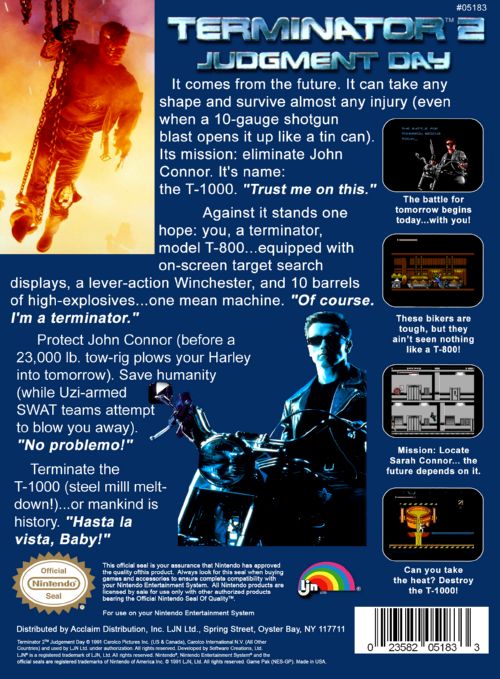 #05183
TERMINATOR™ 2
JUDGMENT DAY
It comes from the future. It can take any
shape and survive almost any injury (even
when a 10-gauge shotgun
blast opens it up like a tin can).
Its mission: eliminate John
Connor. It's name:
the T-1000. "Trust me on this."
Against it stands one
hope: you, a terminator,
model T-800...equipped with
on-screen target search
displays, a lever-action Winchester, and 10 barrels
of high-explosives...one mean machine. "Of course.
I'm a terminator."
Protect John Connor (before a
23,000 lb. tow-rig plows your Harley
into tomorrow). Save humanity
(while Uzi-armed
SWAT teams attempt
to blow you away).
"No problemo!"
Terminate the
T-1000 (steel milll melt-
down!)...or mankind is
history. "Hasta la
vista, Baby!"
The battle for
tomorrow begins
today...with you!
These bikers are
tough, but they
ain't seen nothing
like a T-800!
Mission: Locate
Sarah Connor... the
future depends on it.
Can you take
the heat? Destroy
the T-1000!
Official
Nintendo
Seal
This official seal is your assurance that Nintendo has approved
the quality ofthis product. Always look for this seal when buying
games and accessories to ensure complete compatibility with
your Nintendo Entertainment System. All Nintendo products are
licensed by sale for use only with other authorized products
bearing the Official Nintendo Seal Of Quality™.
For use on your Nintendo Entertainment System
LJN
®
Distributed by Acclaim Distribution, Inc. LJN Ltd., Spring Street, Oyster Bay, NY 117711
Terminator 2™ Judgement Day © 1991 Carolco Pictures Inc. (US & Canada), Carolco International N.V. (All Other
Countries) and used by LJN Ltd. under authorization. All rights reserved. Developed by Software Creations, Ltd.
LJN® is a registered trademark of LJN, Ltd. All rights reserved. Nintendo®, Nintendo Entertainment System® and the
official seals are registered trademarks of Nintendo of America Inc. © 1991 LJN, Ltd. All rights reserved. Game Pak (NES-GP). Made in USA.
0 23582 05183 3